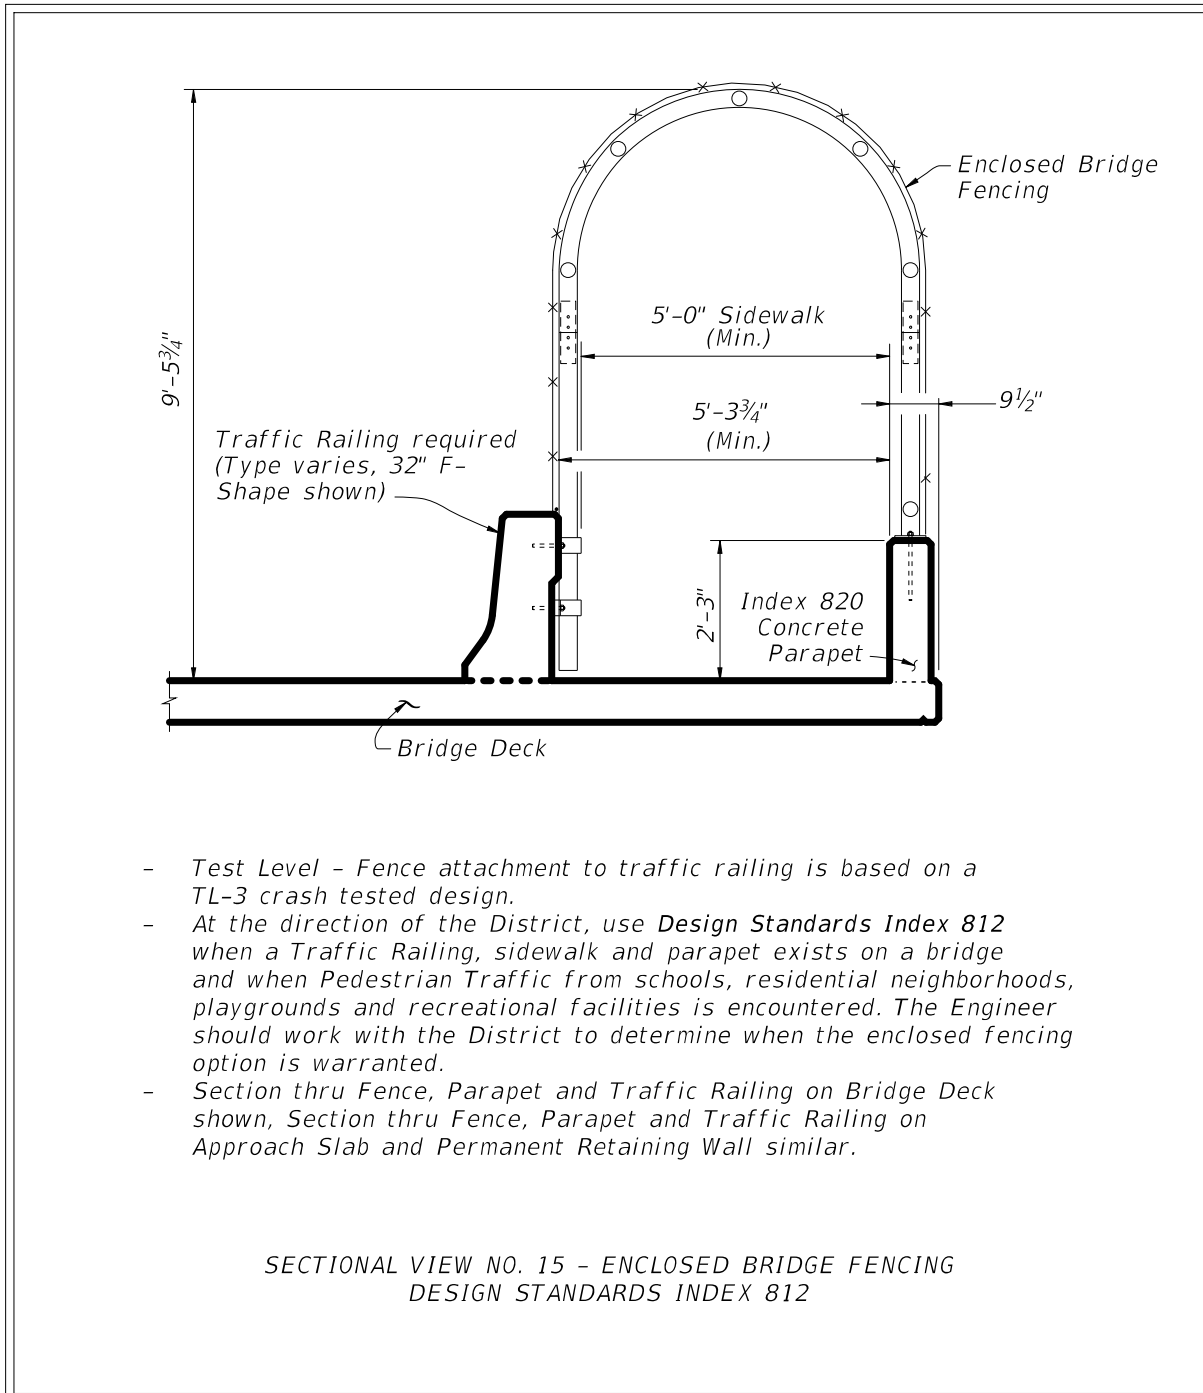 Enclosed Bridge
Fencing
5'-0" Sidewalk
(Min.)
9'-5¾"
9½"
5'-3¾"
(Min.)
Traffic Railing required
(Type varies, 32" F-
Shape shown)
2'-3"
Index 820
Concrete
Parapet
Bridge Deck
- Test Level - Fence attachment to traffic railing is based on a
TL-3 crash tested design.
- At the direction of the District, use Design Standards Index 812
when a Traffic Railing, sidewalk and parapet exists on a bridge
and when Pedestrian Traffic from schools, residential neighborhoods,
playgrounds and recreational facilities is encountered. The Engineer
should work with the District to determine when the enclosed fencing
option is warranted.
- Section thru Fence, Parapet and Traffic Railing on Bridge Deck
shown, Section thru Fence, Parapet and Traffic Railing on
Approach Slab and Permanent Retaining Wall similar.
SECTIONAL VIEW NO. 15 - ENCLOSED BRIDGE FENCING
DESIGN STANDARDS INDEX 812